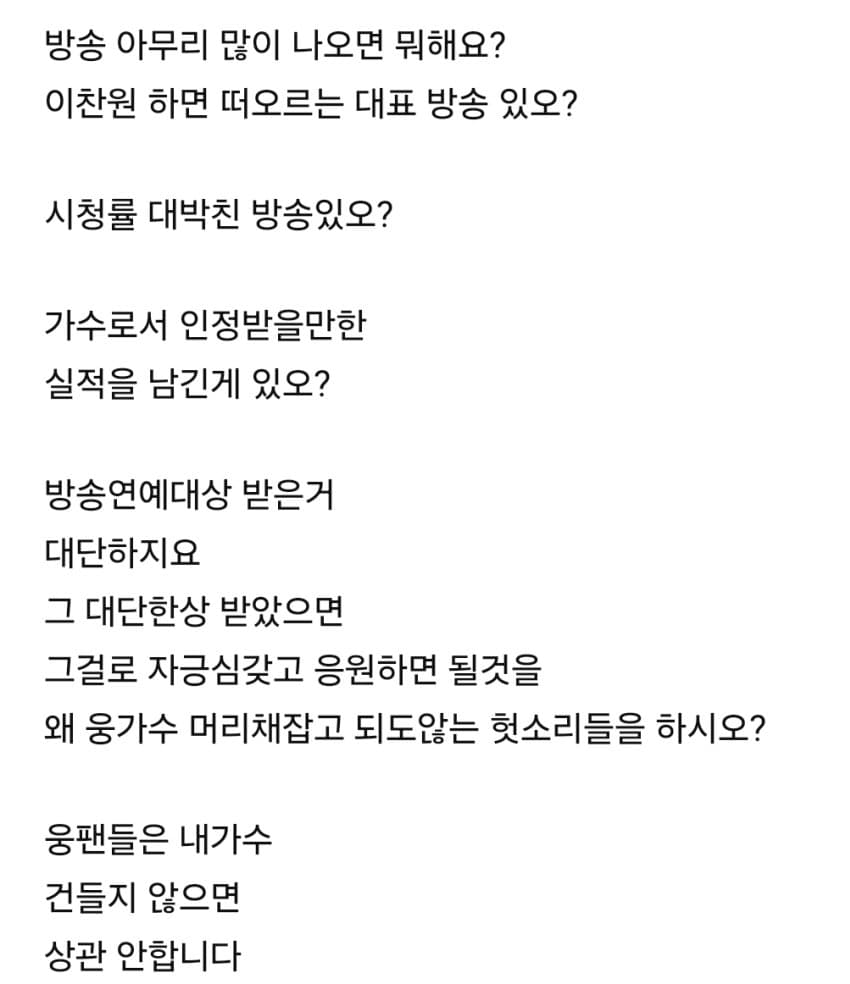 방송 아무리 많이 나오면 뭐해요?
이찬원 하면 떠오르는 대표 방송 있오?
시청률 대박친 방송있오?
가수로서 인정받을만한
실적을 남긴게 있오?
방송연예대상 받은거
대단하지요
그 대단한상 받았으면
그걸로 자긍심갖고 응원하면 될것을
왜 웅가수 머리채잡고 되도않는 헛소리들을 하시오?
웅팬들은 내가수
건들지 않으면
상관 안합니다